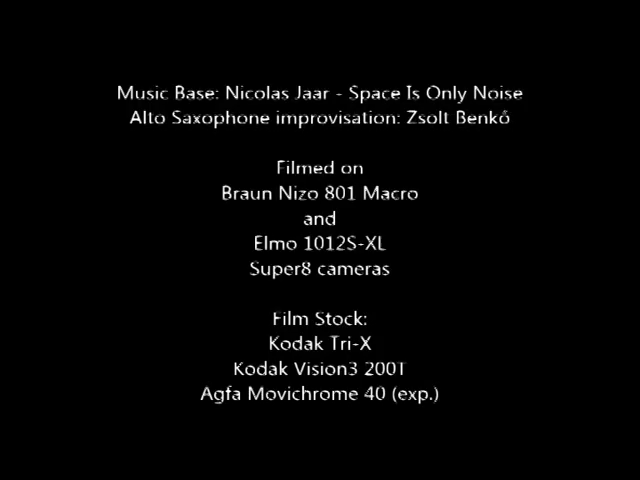 Music Base: Nicolas Jaar - Space Is Only Noise
Alto Saxophone improvisation: Zsolt Benkő
Filmed on
Braun Nizo 801 Macro
and
Elmo 1012S-XL
Super8 cameras
Film Stock:
Kodak Tri-X
Kodak Vision3 200T
Agfa Movichrome 40 (exp.)